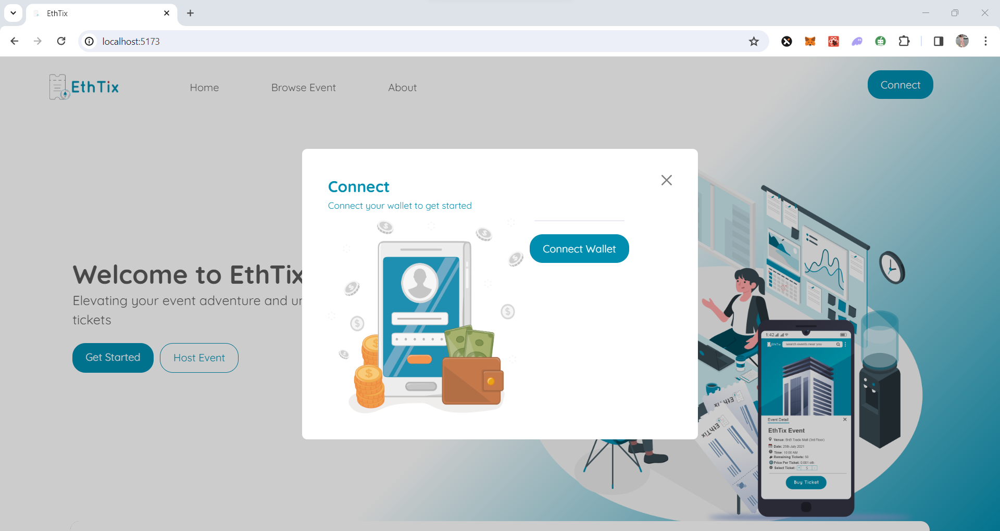 EthTix
localhost:5173
EthTix
Home
Browse Event
About
Connect
Connect
Connect your wallet to get started
Connect Wallet
Welcome to EthTix
Elevating your event adventure and
tickets
Get Started
Host Event
1:42
EthTix
search events near you
Event Detail
EthTix Event
Venue: BnB Trade Mall (3rd Floor)
Date: 25th July 2021
Time: 10:00 AM
Remaining Tickets: 50
Price Per Ticket: 0.001 eth
Select Ticket: + 5 -
Buy Ticket
EthTix
EthTix